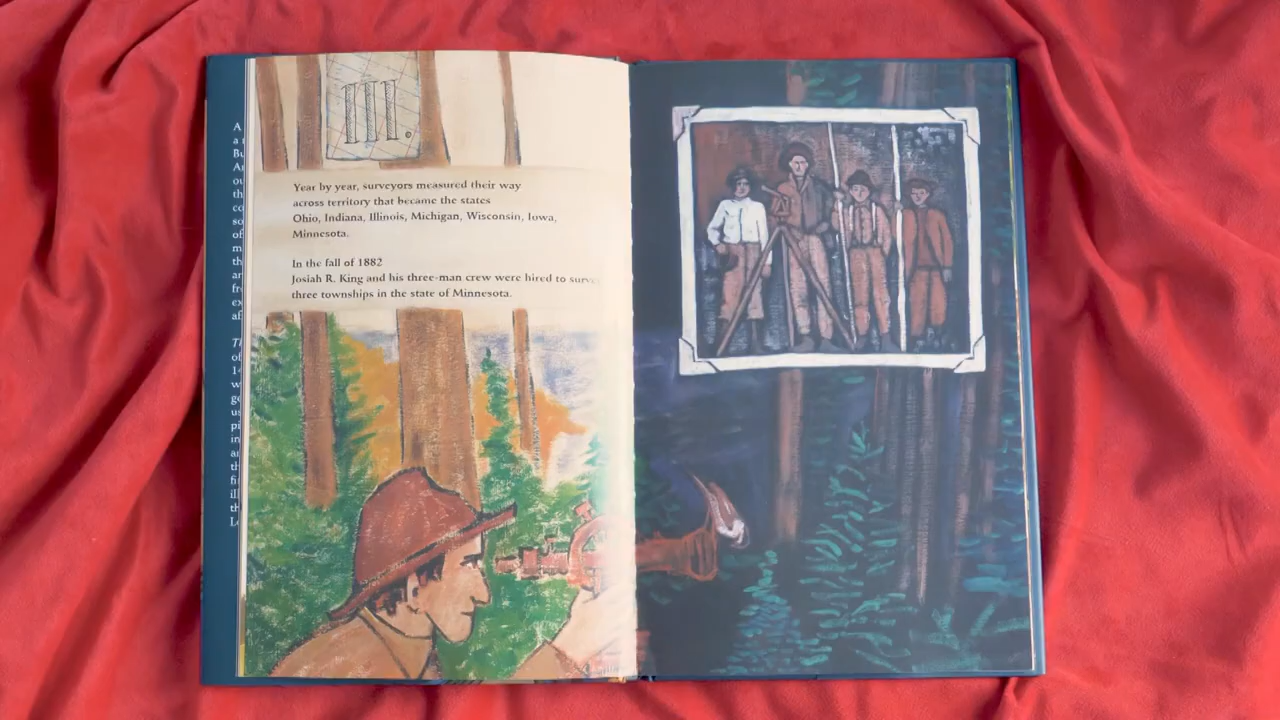 III.
Year by year, surveyors measured their way
across territory that became the states
Ohio, Indiana, Illinois, Michigan, Wisconsin, Iowa,
Minnesota.
In the fall of 1882
Josiah R. King and his three-man crew were hired to
three townships in the state of Minnesota.